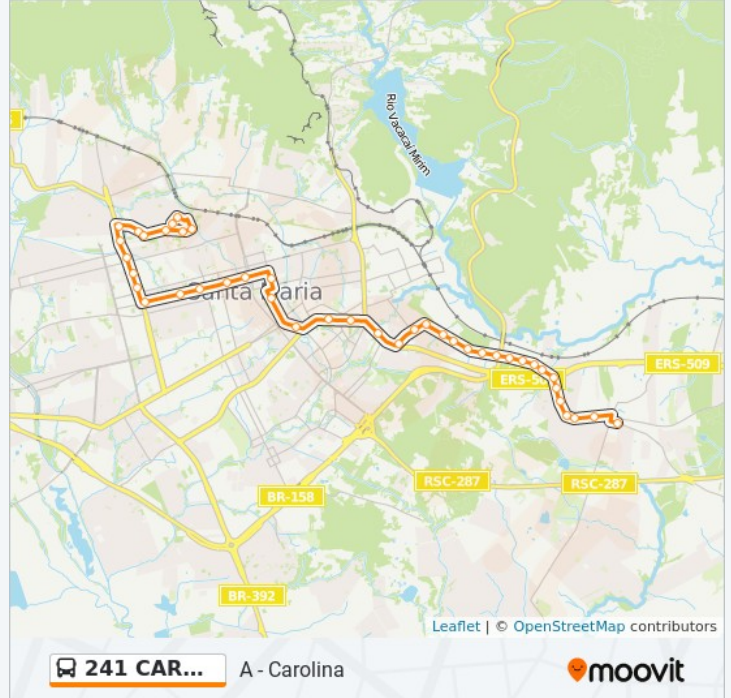 Rio Vacacaí Mirim
Santa Maria
ERS-509
ERS-50
RSC-287
RSC-287
BR-158
BR-392
Leaflet | © OpenStreetMap contributors
241 CAR... A - Carolina moovit